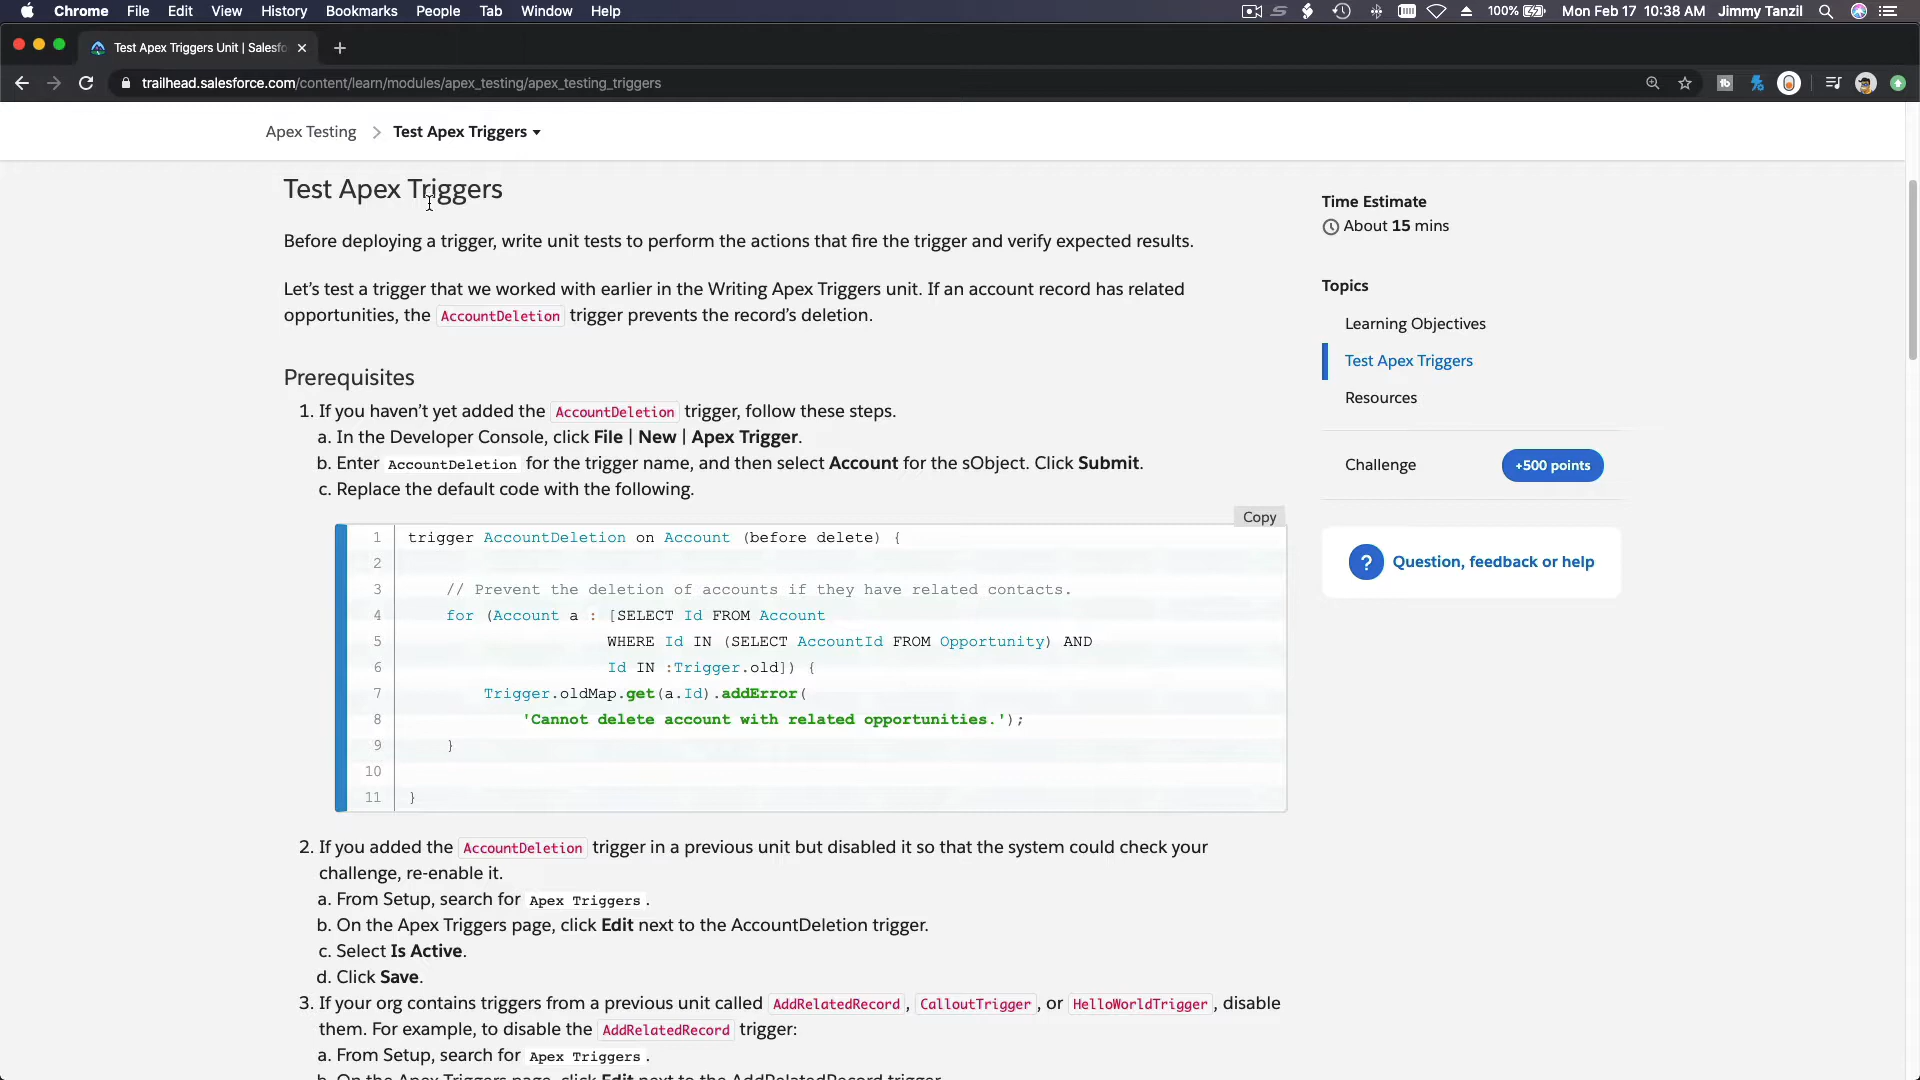 Chrome File Edit View History Bookmarks People Tab Window Help 100% Mon Feb 17 10:38 AM Jimmy Tanzil
Test Apex Triggers Unit | Salesfo
trailhead.salesforce.com/content/learn/modules/apex_testing/apex_testing_triggers
Apex Testing > Test Apex Triggers
Test Apex Triggers
Before deploying a trigger, write unit tests to perform the actions that fire the trigger and verify expected results.
Let’s test a trigger that we worked with earlier in the Writing Apex Triggers unit. If an account record has related
opportunities, the AccountDeletion trigger prevents the record’s deletion.
Prerequisites
1. If you haven’t yet added the AccountDeletion trigger, follow these steps.
a. In the Developer Console, click File | New | Apex Trigger.
b. Enter AccountDeletion for the trigger name, and then select Account for the sObject. Click Submit.
c. Replace the default code with the following.
Copy
1 trigger AccountDeletion on Account (before delete) {
2
3 // Prevent the deletion of accounts if they have related contacts.
4 for (Account a : [SELECT Id FROM Account
5 WHERE Id IN (SELECT AccountId FROM Opportunity) AND
6 Id IN :Trigger.old]) {
7 Trigger.oldMap.get(a.Id).addError(
8 'Cannot delete account with related opportunities.');
9 }
10
11 }
2. If you added the AccountDeletion trigger in a previous unit but disabled it so that the system could check your
challenge, re-enable it.
a. From Setup, search for Apex Triggers.
b. On the Apex Triggers page, click Edit next to the AccountDeletion trigger.
c. Select Is Active.
d. Click Save.
3. If your org contains triggers from a previous unit called AddRelatedRecord, CalloutTrigger, or HelloWorldTrigger, disable
them. For example, to disable the AddRelatedRecord trigger:
a. From Setup, search for Apex Triggers.
b. On the Apex Triggers page, click Edit next to the AddRelatedRecord trigger.
Time Estimate
About 15 mins
Topics
Learning Objectives
Test Apex Triggers
Resources
Challenge +500 points
? Question, feedback or help